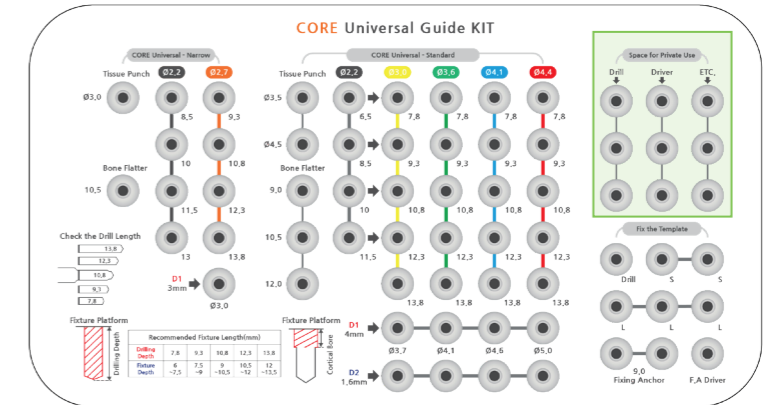 CORE Universal Guide KIT
CORE Universal - Narrow
CORE Universal - Standard
Space for Private Use
Tissue Punch Ø2,2 Ø2,7
Tissue Punch Ø2,2 Ø3,6 Ø4,1 Ø4,4
Drill Driver ETC,
Ø3,0
Ø3,5
8,5 9,3
6,5 7,8 7,8 7,8 7,8
Ø4,5
10 10,8
8,5 9,3 9,3 9,3 9,3
Bone Flatter
Bone Flatter
10,5
9,0
11,5 12,3
10 10,8 10,8 10,8 10,8
Fix the Template
Check the Drill Length
13,8
12,3
10,8
9,3
7,8
10,5
13 13,8
11,5 12,3 12,3 12,3 12,3
D1
3mm
Ø3,0
12,0
13,8 13,8 13,8 13,8
Drill S S
L L L
9,0
Fixing Anchor F,A Driver
Fixture Platform
Drilling Depth
Recommended Fixture Length(mm)
Drilling Depth 7,8 9,3 10,8 12,3 13,8
Fixture Depth 6 ~7,5 7,5 ~9 9 ~10,5 10,5 ~12 12 ~13,5
Fixture Platform
Cortical Bone
D1
4mm
Ø3,7 Ø4,1 Ø4,6 Ø5,0
D2
1,6mm